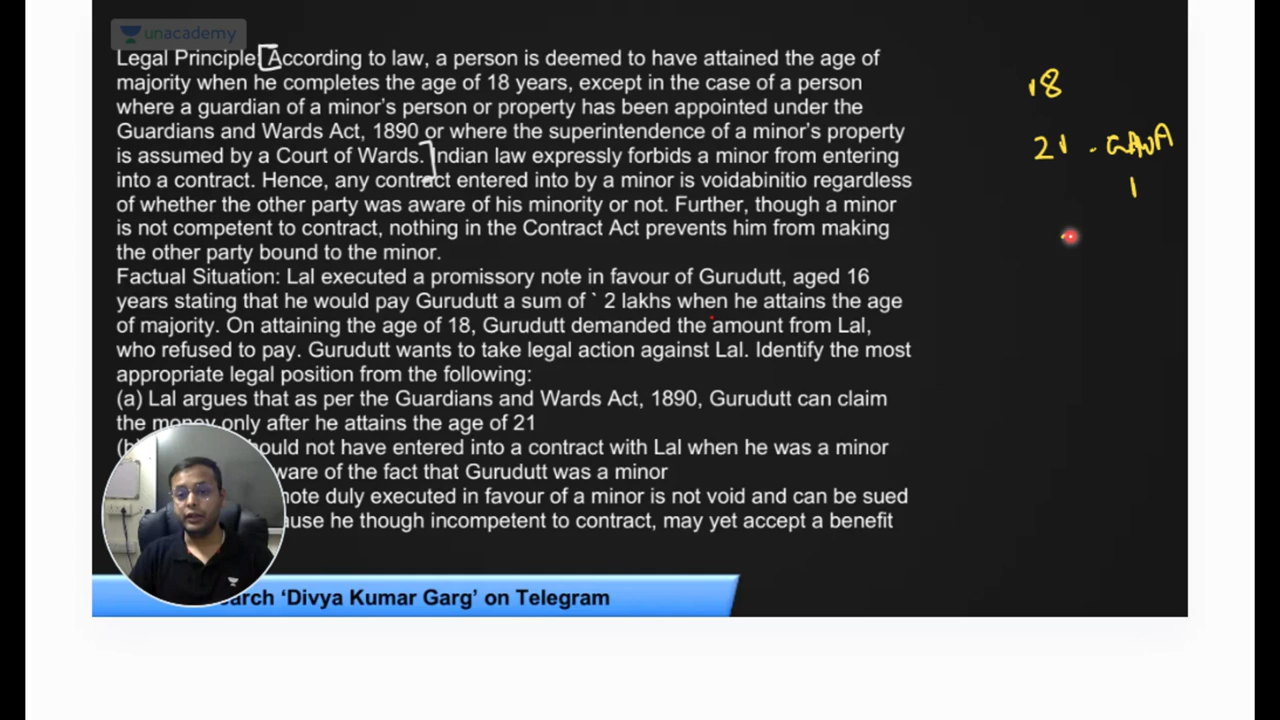 unacademy
Legal Principle [According to law, a person is deemed to have attained the age of
majority when he completes the age of 18 years, except in the case of a person
where a guardian of a minor's person or property has been appointed under the
Guardians and Wards Act, 1890 or where the superintendence of a minor's property
is assumed by a Court of Wards.] Indian law expressly forbids a minor from entering
into a contract. Hence, any contract entered into by a minor is voidabinitio regardless
of whether the other party was aware of his minority or not. Further, though a minor
is not competent to contract, nothing in the Contract Act prevents him from making
the other party bound to the minor.
Factual Situation: Lal executed a promissory note in favour of Gurudutt, aged 16
years stating that he would pay Gurudutt a sum of ` 2 lakhs when he attains the age
of majority. On attaining the age of 18, Gurudutt demanded the amount from Lal,
who refused to pay. Gurudutt wants to take legal action against Lal. Identify the most
appropriate legal position from the following:
(a) Lal argues that as per the Guardians and Wards Act, 1890, Gurudutt can claim
the money only after he attains the age of 21
hould not have entered into a contract with Lal when he was a minor
ware of the fact that Gurudutt was a minor
note duly executed in favour of a minor is not void and can be sued
ause he though incompetent to contract, may yet accept a benefit
arch 'Divya Kumar Garg' on Telegram
18
21 - GAWA
1